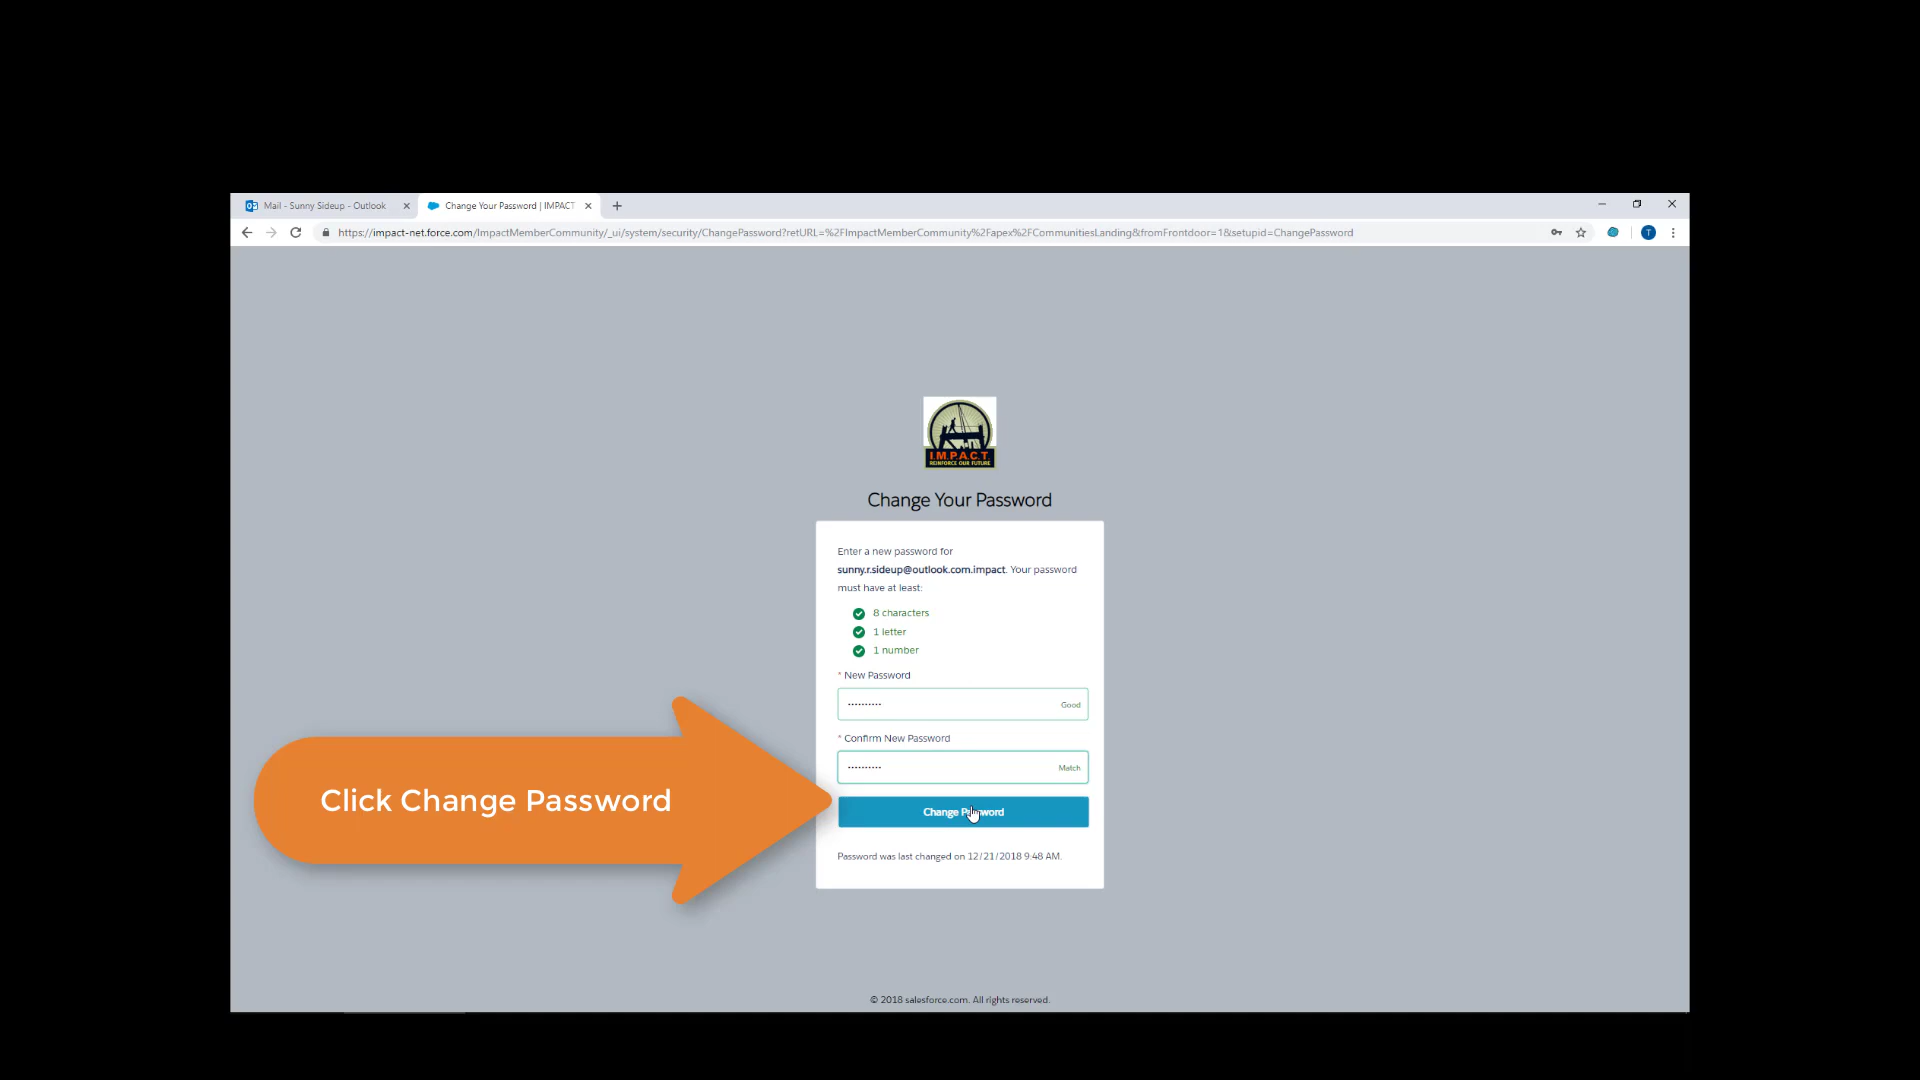 Mail - Sunny Sideup - Outlook
Change Your Password | IMPACT
https://impact-net.force.com/ImpactMemberCommunity/_ui/system/security/ChangePassword?retURL=%2FImpactMemberCommunity%2Fapex%2FCommunitiesLanding&fromFrontdoor=1&setupid=ChangePassword
T
I.M.P.A.C.T.
REINFORCE OUR FUTURE
Change Your Password
Enter a new password for
sunny.r.sideup@outlook.com.impact. Your password
must have at least:
8 characters
1 letter
1 number
* New Password
•••••••••• Good
* Confirm New Password
•••••••••• Match
Click Change Password
Change Password
Password was last changed on 12/21/2018 9:48 AM.
© 2018 salesforce.com. All rights reserved.